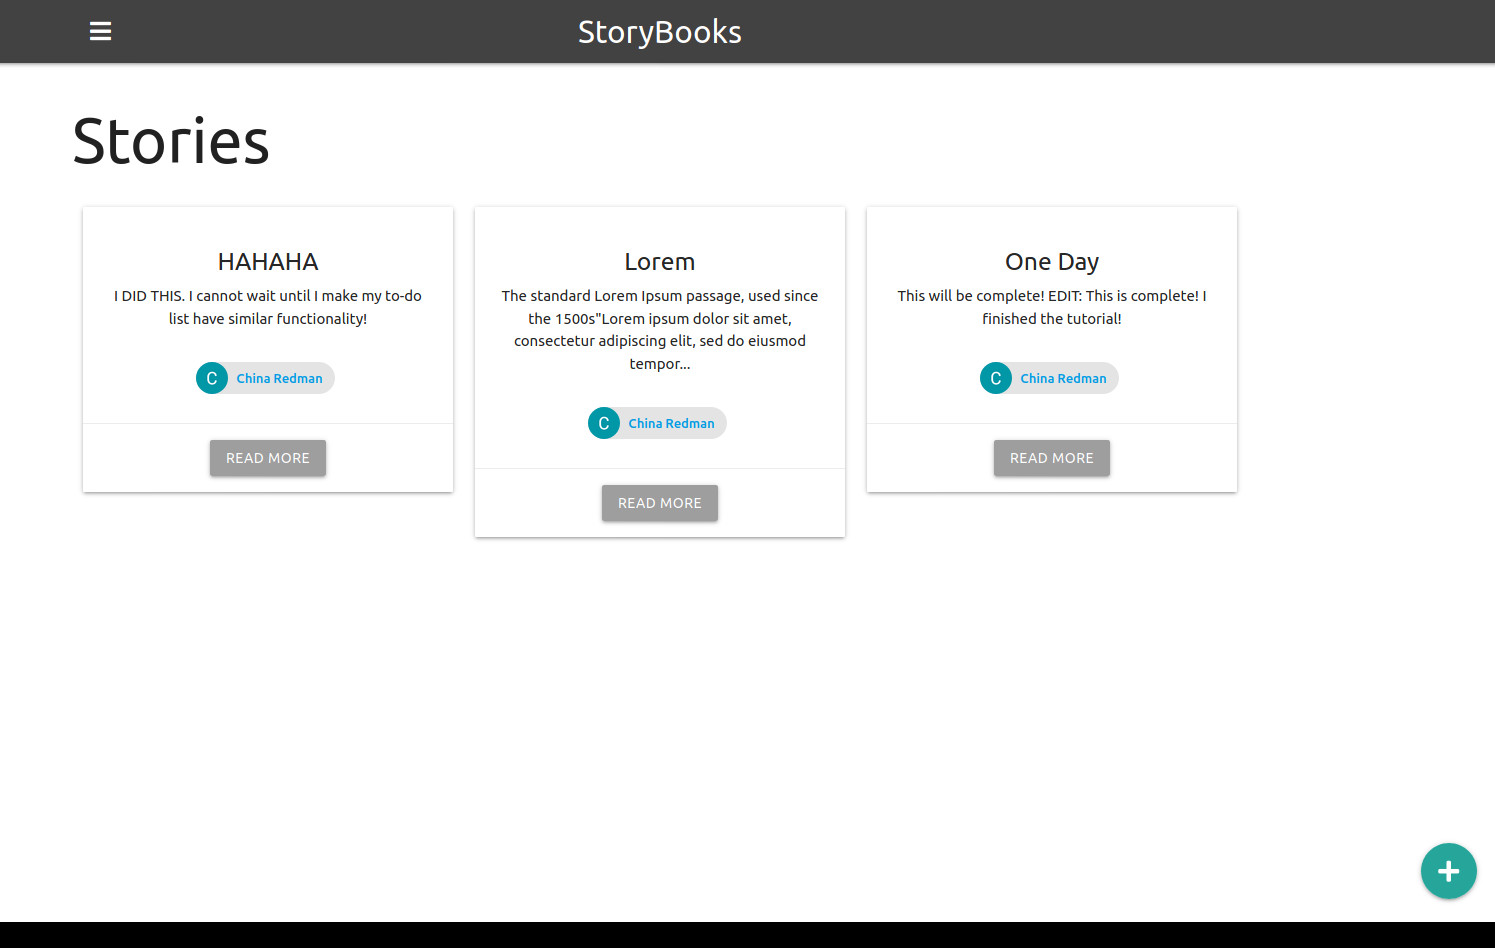 StoryBooks
Stories
HAHAHA
I DID THIS. I cannot wait until I make my to-do
list have similar functionality!
C China Redman
READ MORE
Lorem
The standard Lorem Ipsum passage, used since
the 1500s"Lorem ipsum dolor sit amet,
consectetur adipiscing elit, sed do eiusmod
tempor...
C China Redman
READ MORE
One Day
This will be complete! EDIT: This is complete! I
finished the tutorial!
C China Redman
READ MORE